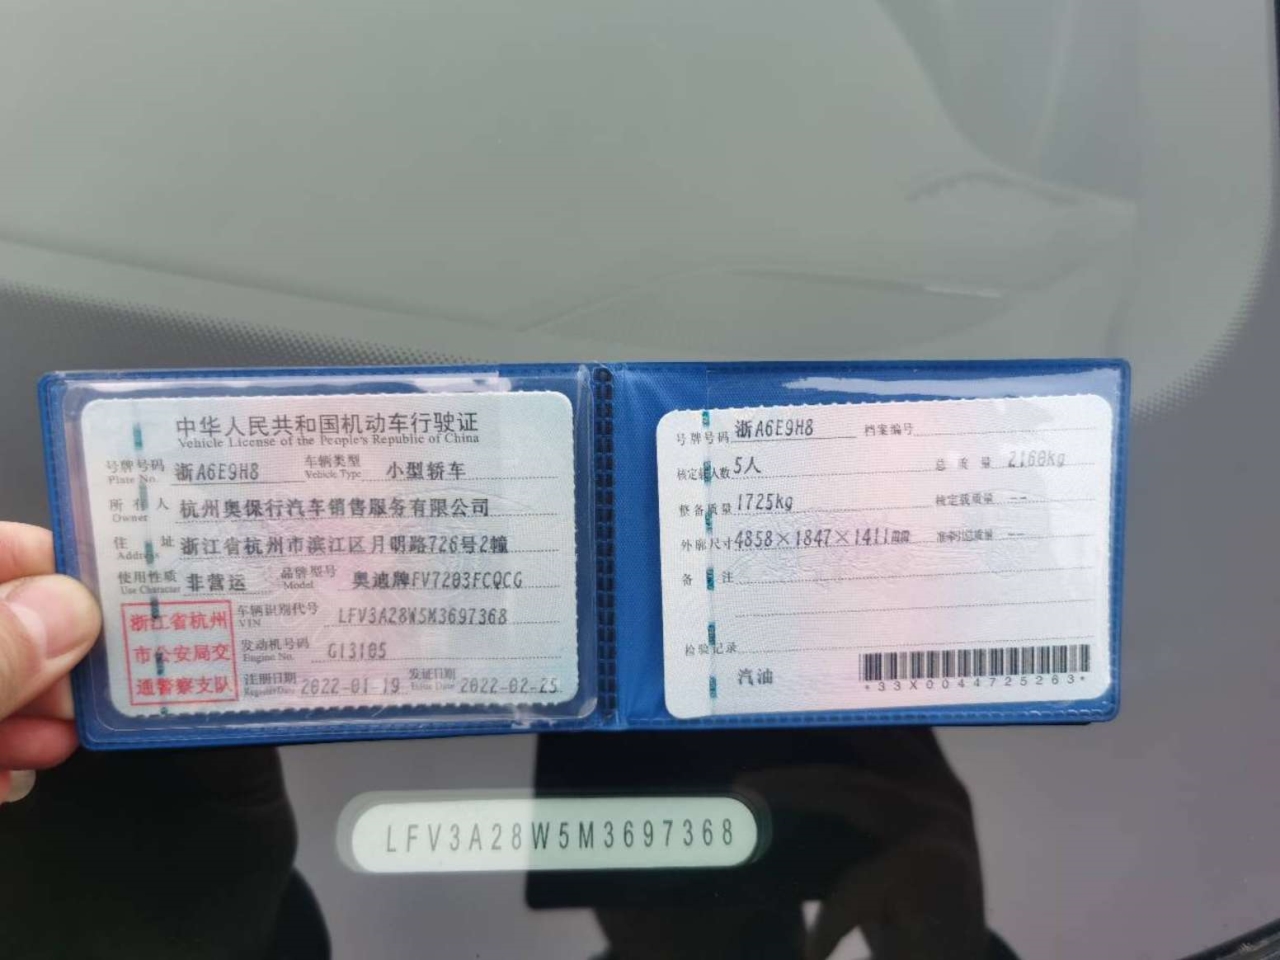 中华人民共和国机动车行驶证
Vehicle License of the People's Republic of China
号牌号码 浙A6E9H8 车辆类型 小型轿车
Plate No. Vehicle Type
所有人 杭州奥保行汽车销售服务有限公司
Owner
住址 浙江省杭州市滨江区月明路726号2幢
Address
使用性质 非营运 品牌型号 奥迪牌FV7203FCQCG
Use Character Model
浙江省杭州
市公安局交
通警察支队
车辆识别代号 LFV3A28W5M3697368
VIN
发动机号码 G13105
Engine No.
注册日期 2022-01-19 发证日期 2022-02-25
Register Date Issue Date
号牌号码 浙A6E9H8 档案编号
核定载人数 5人 总质量 2160kg
整备质量 1725kg 核定载质量 --
外廓尺寸 4858×1847×1411 准牵引总质量 --
备注
检验记录
汽油
*33X0044725263*
LFV3A28W5M3697368